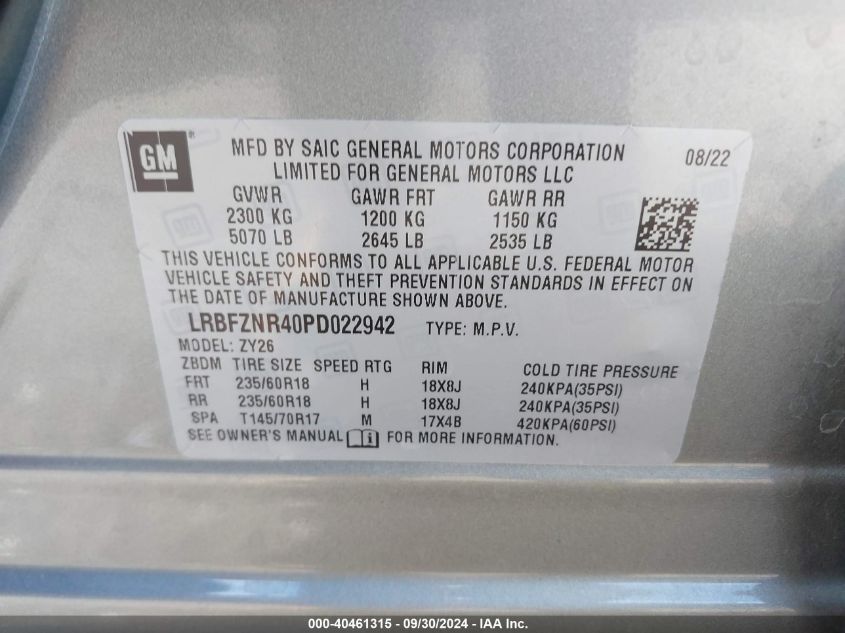 GM ® MFD BY SAIC GENERAL MOTORS CORPORATION 08/22
LIMITED FOR GENERAL MOTORS LLC
GVWR GAWR FRT GAWR RR
2300 KG 1200 KG 1150 KG
5070 LB 2645 LB 2535 LB
THIS VEHICLE CONFORMS TO ALL APPLICABLE U.S. FEDERAL MOTOR
VEHICLE SAFETY AND THEFT PREVENTION STANDARDS IN EFFECT ON
THE DATE OF MANUFACTURE SHOWN ABOVE.
LRBFZNR40PD022942 TYPE: M.P.V.
MODEL: ZY26
ZBDM TIRE SIZE SPEED RTG RIM COLD TIRE PRESSURE
FRT 235/60R18 H 18X8J 240KPA(35PSI)
RR 235/60R18 H 18X8J 240KPA(35PSI)
SPA T145/70R17 M 17X4B 420KPA(60PSI)
SEE OWNER'S MANUAL i FOR MORE INFORMATION.
000-40461315 - 09/30/2024 - IAA Inc.